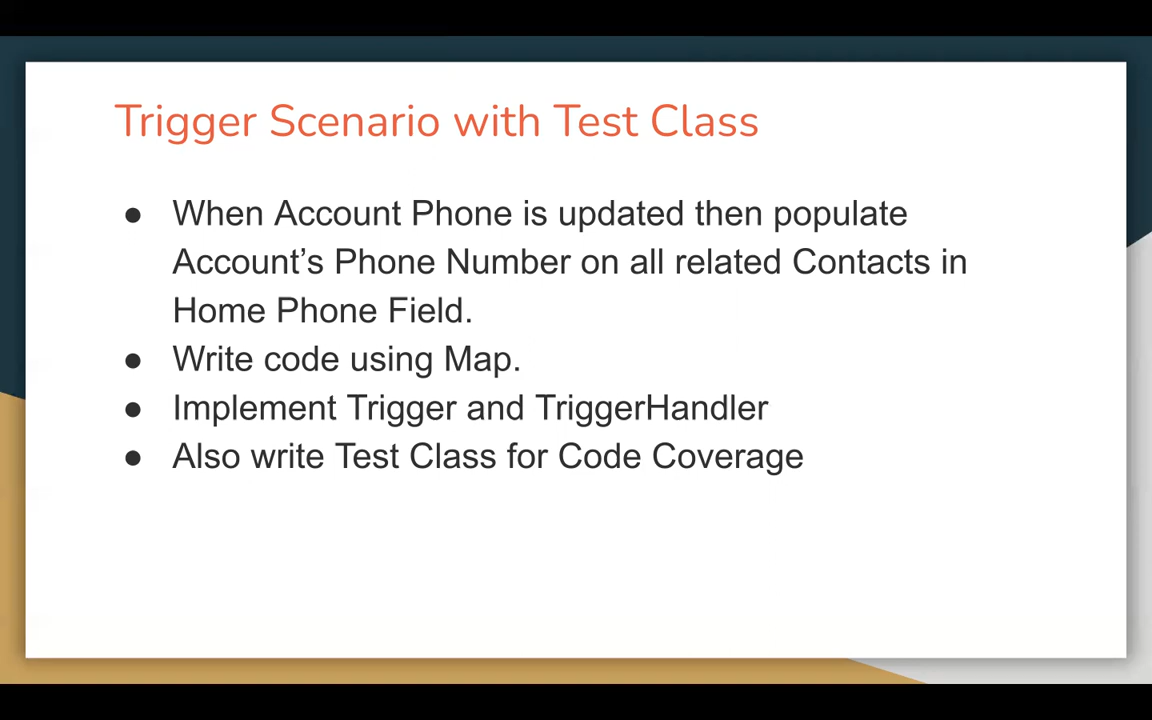 Trigger Scenario with Test Class
● When Account Phone is updated then populate
Account’s Phone Number on all related Contacts in
Home Phone Field.
● Write code using Map.
● Implement Trigger and TriggerHandler
● Also write Test Class for Code Coverage